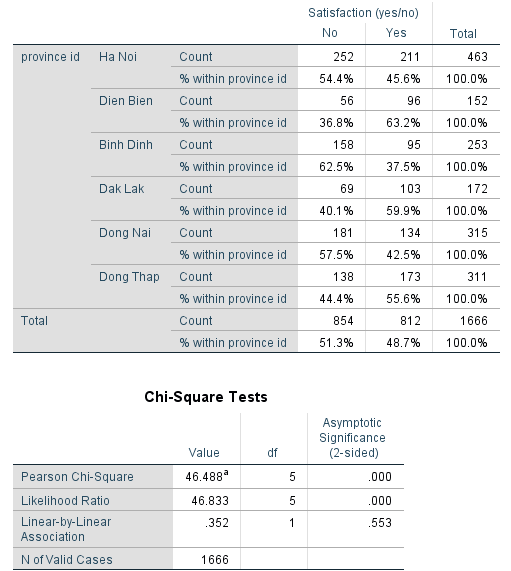 Satisfaction (yes/no)
No Yes Total
province id Ha Noi Count 252 211 463
% within province id 54.4% 45.6% 100.0%
Dien Bien Count 56 96 152
% within province id 36.8% 63.2% 100.0%
Binh Dinh Count 158 95 253
% within province id 62.5% 37.5% 100.0%
Dak Lak Count 69 103 172
% within province id 40.1% 59.9% 100.0%
Dong Nai Count 181 134 315
% within province id 57.5% 42.5% 100.0%
Dong Thap Count 138 173 311
% within province id 44.4% 55.6% 100.0%
Total Count 854 812 1666
% within province id 51.3% 48.7% 100.0%
Chi-Square Tests
Asymptotic
Significance
Value df (2-sided)
Pearson Chi-Square 46.488a 5 .000
Likelihood Ratio 46.833 5 .000
Linear-by-Linear
Association .352 1 .553
N of Valid Cases 1666